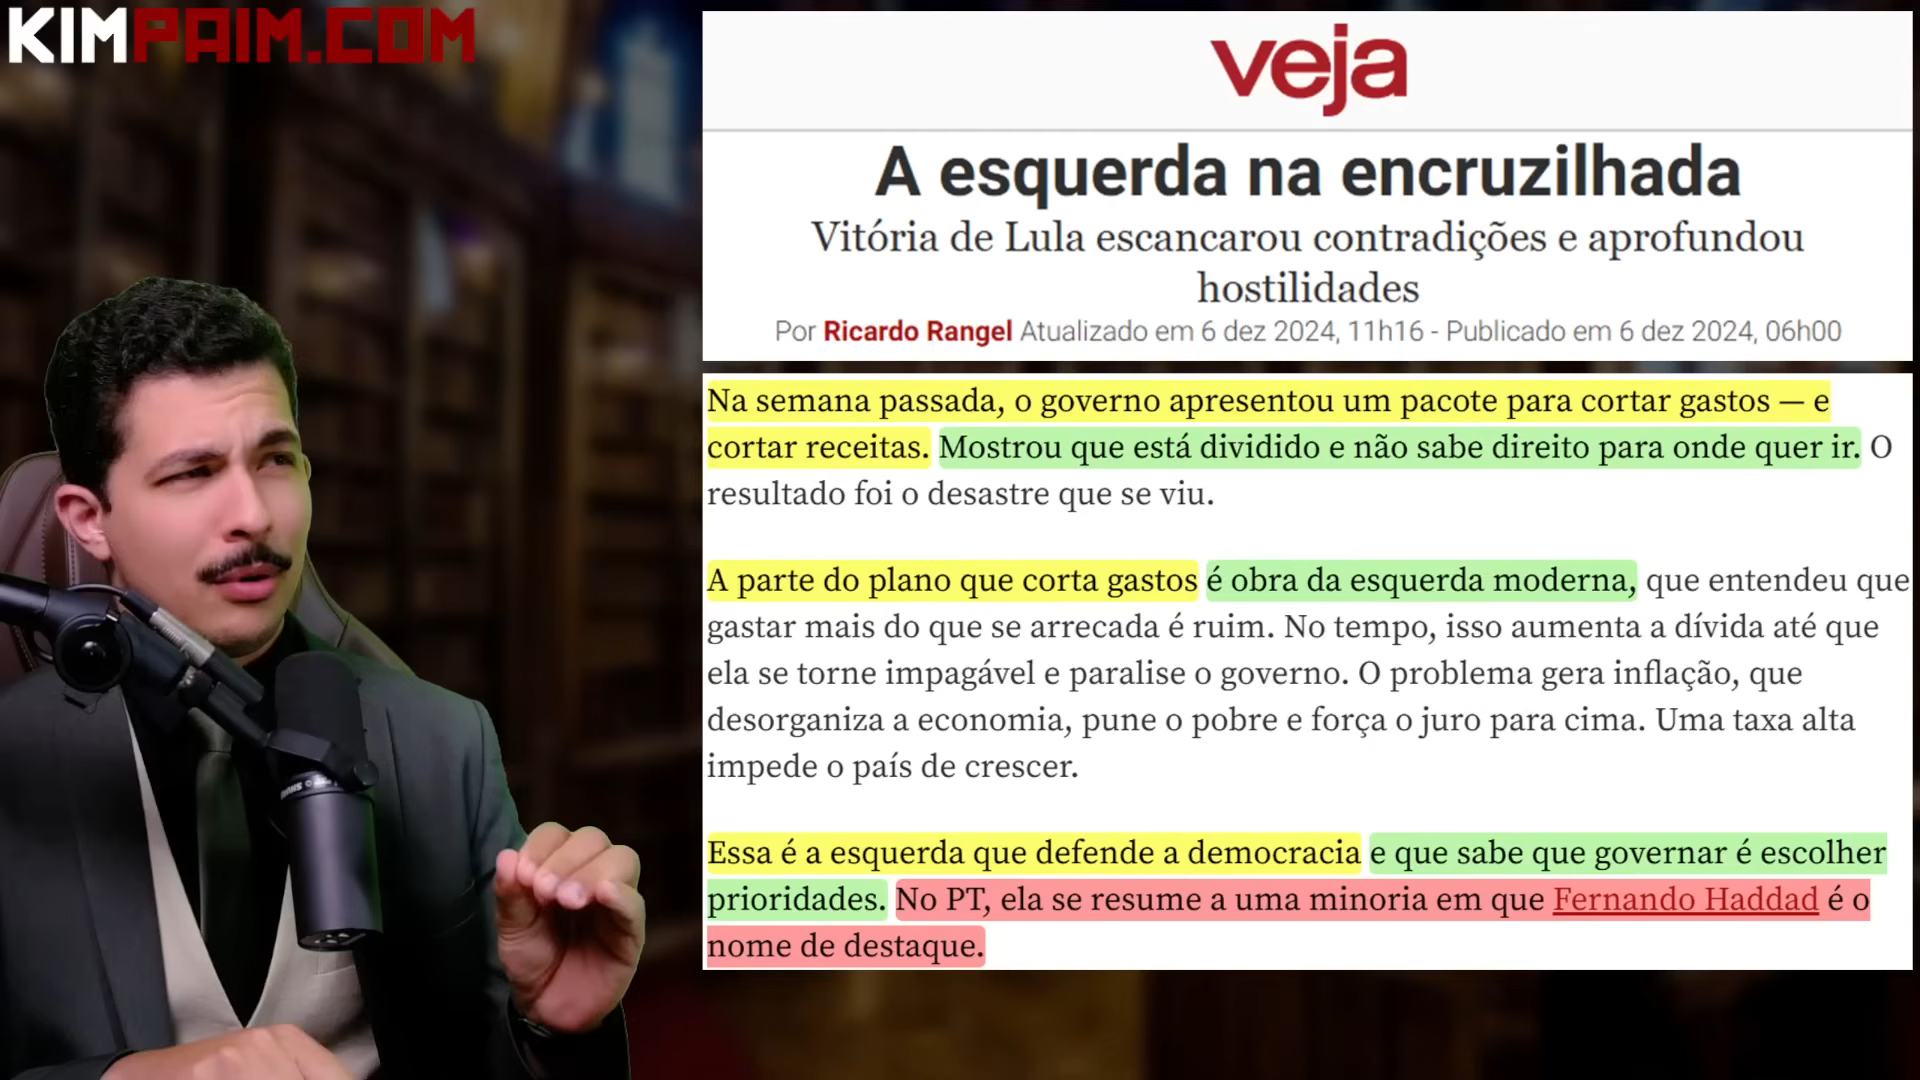 KIMPAIM.COM
veja
A esquerda na encruzilhada
Vitória de Lula escancarou contradições e aprofundou
hostilidades
Por Ricardo Rangel Atualizado em 6 dez 2024, 11h16 - Publicado em 6 dez 2024, 06h00
Na semana passada, o governo apresentou um pacote para cortar gastos — e
cortar receitas. Mostrou que está dividido e não sabe direito para onde quer ir. O
resultado foi o desastre que se viu.
A parte do plano que corta gastos é obra da esquerda moderna, que entendeu que
gastar mais do que se arrecada é ruim. No tempo, isso aumenta a dívida até que
ela se torne impagável e paralise o governo. O problema gera inflação, que
desorganiza a economia, pune o pobre e força o juro para cima. Uma taxa alta
impede o país de crescer.
Essa é a esquerda que defende a democracia e que sabe que governar é escolher
prioridades. No PT, ela se resume a uma minoria em que Fernando Haddad é o
nome de destaque.